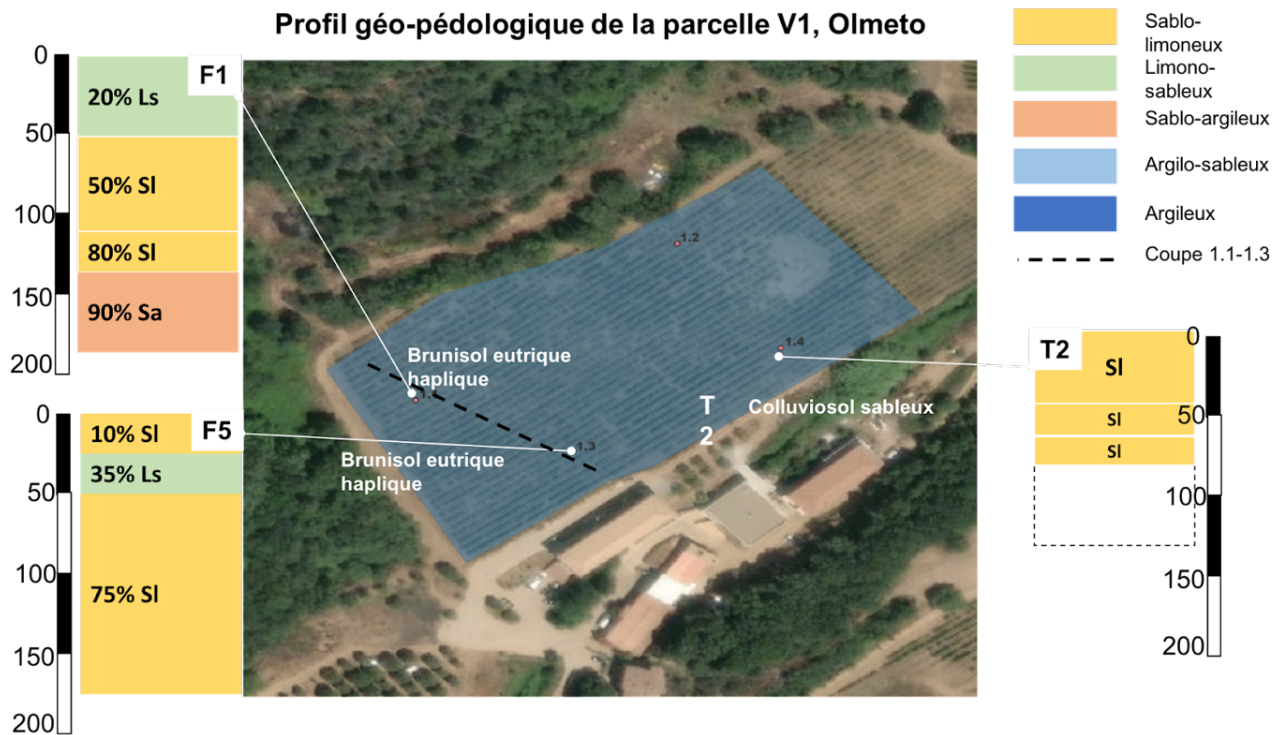 Profil géo-pédologique de la parcelle V1, Olmeto
0
50
100
150
200
F1
20% Ls
50% Sl
80% Sl
90% Sa
0
50
100
150
200
F5
10% Sl
35% Ls
75% Sl
1.2
1.4
1.3
Brunisol eutrique
haplique
Brunisol eutrique
haplique
T
2
Colluviosol sableux
Sablo-
limoneux
Limono-
sableux
Sablo-argileux
Argilo-sableux
Argileux
Coupe 1.1-1.3
T2
Sl
Sl
Sl
0
50
100
150
200